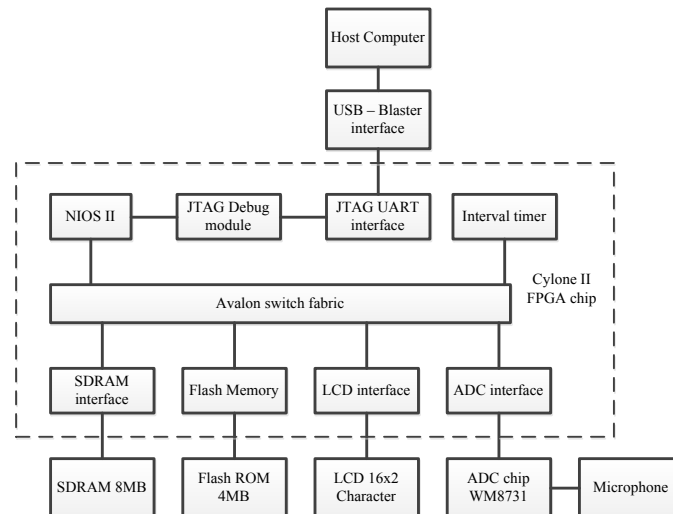 Host Computer
USB – Blaster
interface
NIOS II
JTAG Debug
module
JTAG UART
interface
Interval timer
Cylone II
FPGA chip
Avalon switch fabric
SDRAM
interface
Flash Memory
LCD interface
ADC interface
SDRAM 8MB
Flash ROM
4MB
LCD 16x2
Character
ADC chip
WM8731
Microphone